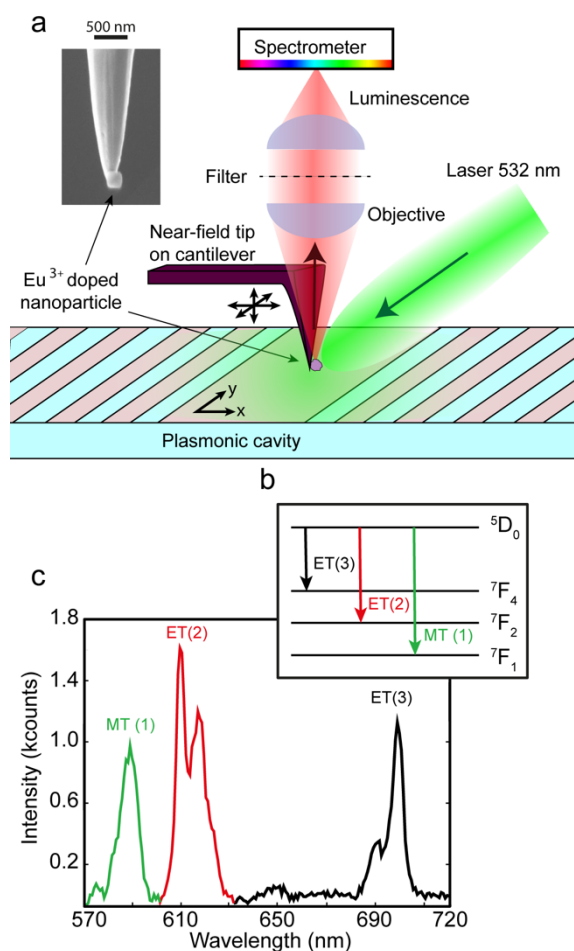 a
500 nm
Spectrometer
Luminescence
Filter
Laser 532 nm
Objective
Near-field tip
on cantilever
Eu3+ doped
nanoparticle
y
x
Plasmonic cavity
b
5D0
ET(3)
7F4
ET(2)
7F2
MT (1)
7F1
c
1.8
1.4
1.0
0.6
0.2
Intensity (kcounts)
MT (1)
ET(2)
ET(3)
570 610 650 690 720
Wavelength (nm)